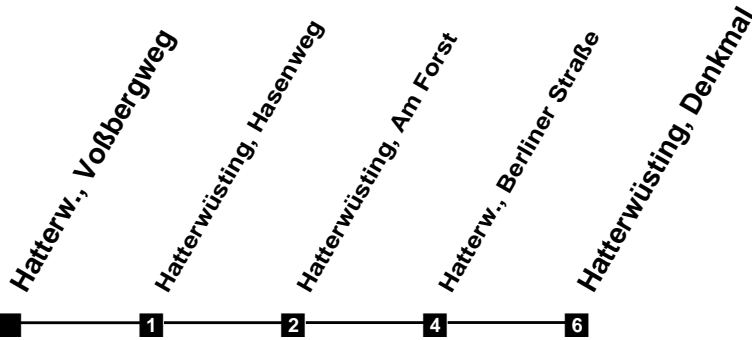 Hatterw., Voßbergweg
Hatterwüsting, Hasenweg
Hatterwüsting, Am Forst
Hatterw., Berliner Straße
Hatterwüsting, Denkmal
1 2 4 6